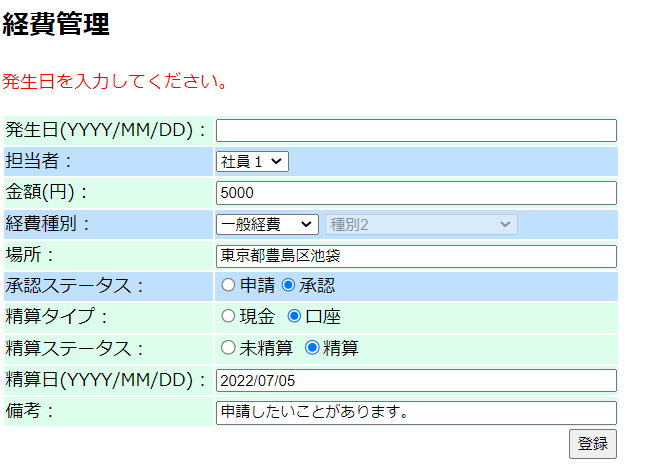 経費管理
発生日を入力してください。
発生日(YYYY/MM/DD)：
担当者： 社員１
金額(円)： 5000
経費種別： 一般経費 種別2
場所： 東京都豊島区池袋
承認ステータス： 申請 承認
精算タイプ： 現金 口座
精算ステータス： 未精算 精算
精算日(YYYY/MM/DD)： 2022/07/05
備考： 申請したいことがあります。
登録